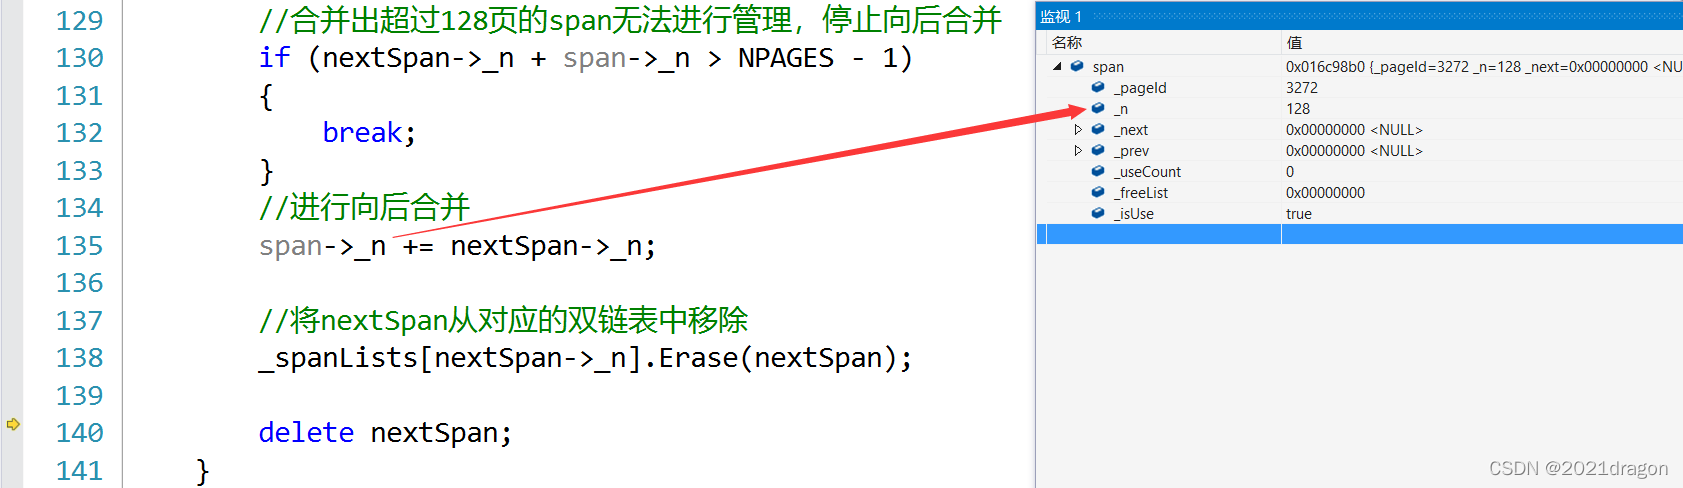 129 //合并出超过128页的span无法进行管理，停止向后合并
130 if (nextSpan->_n + span->_n > NPAGES - 1)
131 {
132 break;
133 }
134 //进行向后合并
135 span->_n += nextSpan->_n;
136
137 //将nextSpan从对应的双链表中移除
138 _spanLists[nextSpan->_n].Erase(nextSpan);
139
140 delete nextSpan;
141 }
监视 1
名称 值
span 0x016c98b0 {_pageId=3272 _n=128 _next=0x00000000 <NU
_pageId 3272
_n 128
_next 0x00000000 <NULL>
_prev 0x00000000 <NULL>
_useCount 0
_freeList 0x00000000
_isUse true
CSDN @2021dragon